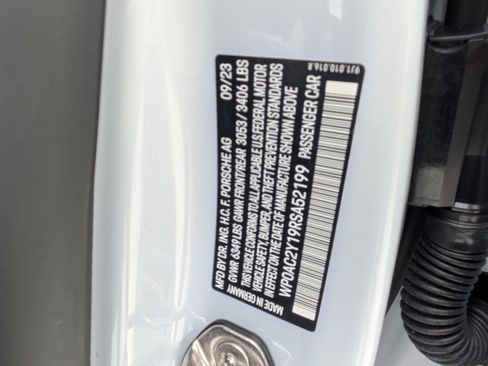 MFD BY DR. ING. H.C. F. PORSCHE AG 09/23
GVWR 6349 LBS GAWR FRONT/REAR 3053 / 3406 LBS
THIS VEHICLE CONFORMS TO ALL APPLICABLE US FEDERAL MOTOR
VEHICLE SAFETY, BUMPER, AND THEFT PREVENTION STANDARDS
IN EFFECT ON THE DATE OF MANUFACTURE SHOWN ABOVE
WP0AC2Y19RSA52199 PASSENGER CAR
MADE IN GERMANY
9J1.010.016.R